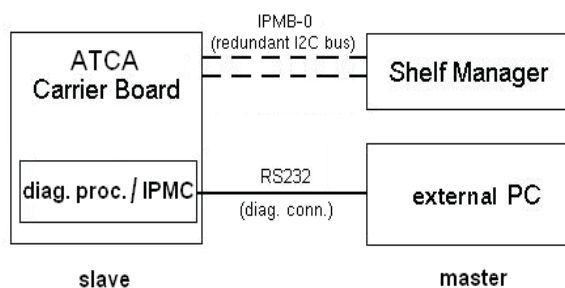 IPMB-0
(redundant I2C bus)
ATCA
Carrier Board
Shelf Manager
diag. proc. / IPMC
RS232
(diag. conn.)
external PC
slave
master